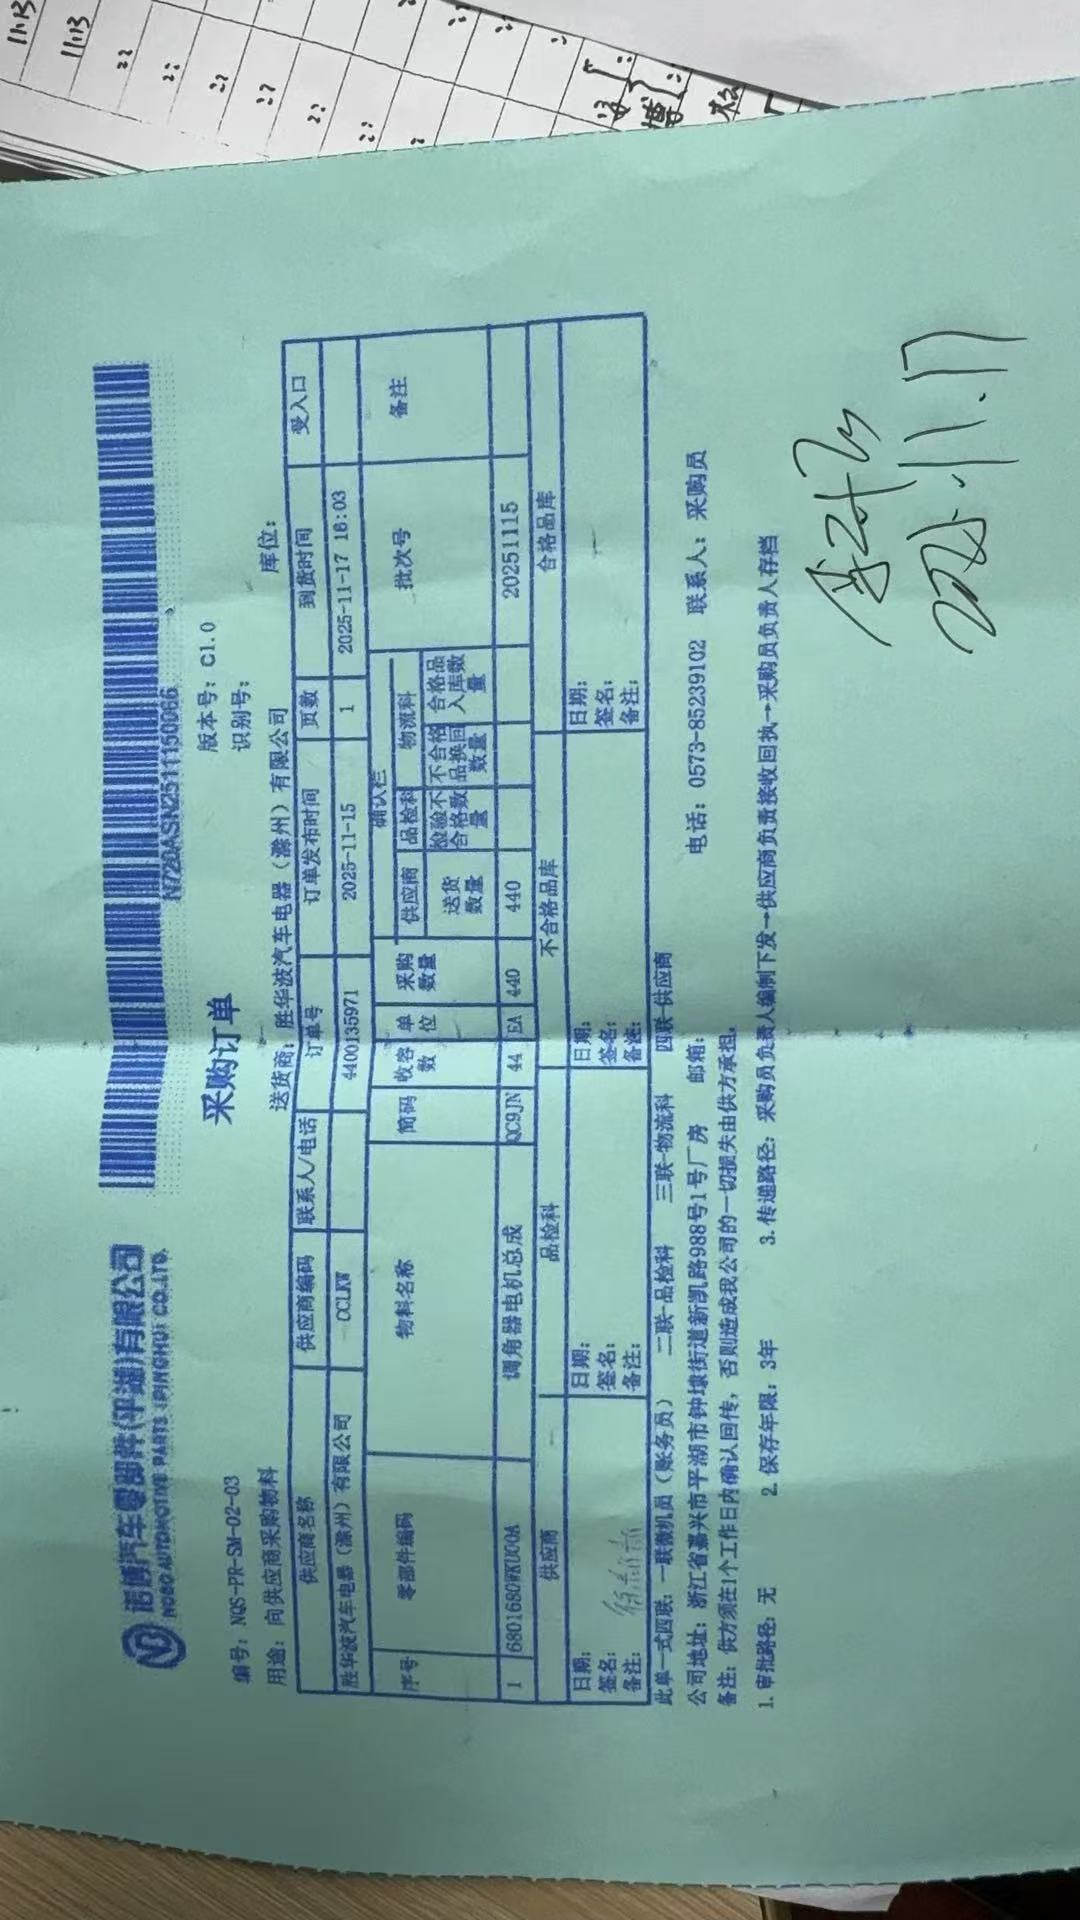 诺博汽车零部件(平湖)有限公司
NOBO AUTOMOTIVE PARTS (PINGHU) CO.,LTD.
N720ASN2511150066
采购订单
编号：NQS-PR-SM-02-03 版本号：C1.0
用途：向供应商采购物料 识别号：
送货商：胜华波汽车电器（滁州）有限公司 库位：
供应商名称 供应商编码 联系人/电话 订单号 订单发布时间 页数 到货时间 受入口
胜华波汽车电器（滁州）有限公司 CCLKW 4400135971 2025-11-15 1 2025-11-17 16:03
序号 零部件编码 物料名称 简码 收容数 单位 采购数量 确认栏 批次号 备注
供应商 品检科 物流科
送货数量 检验不合格数量 不合格品换回数量 合格品入库数量
1 6801680WKU00A 调角器电机总成 QC9JN 44 EA 440 440 20251115
供应商 品检科 不合格品库 合格品库
日期： 日期： 日期： 日期：
签名： 签名： 签名： 签名：
备注： 备注： 备注： 备注：
此单一式四联：一联-微机员（账务员） 二联-品检科 三联-物流科 四联-供应商
公司地址：浙江省嘉兴市平湖市钟埭街道新凯路988号1号厂房 邮箱： 电话：0573-85239102 联系人：采购员
备注：供方须在1个工作日内确认回传，否则造成我公司的一切损失由供方承担。
1.审批路径：无 2.保存年限：3年 3.传递路径：采购员负责人编制下发→供应商负责接收回执→采购员负责人存档
2025.11.17
11.13
11.13